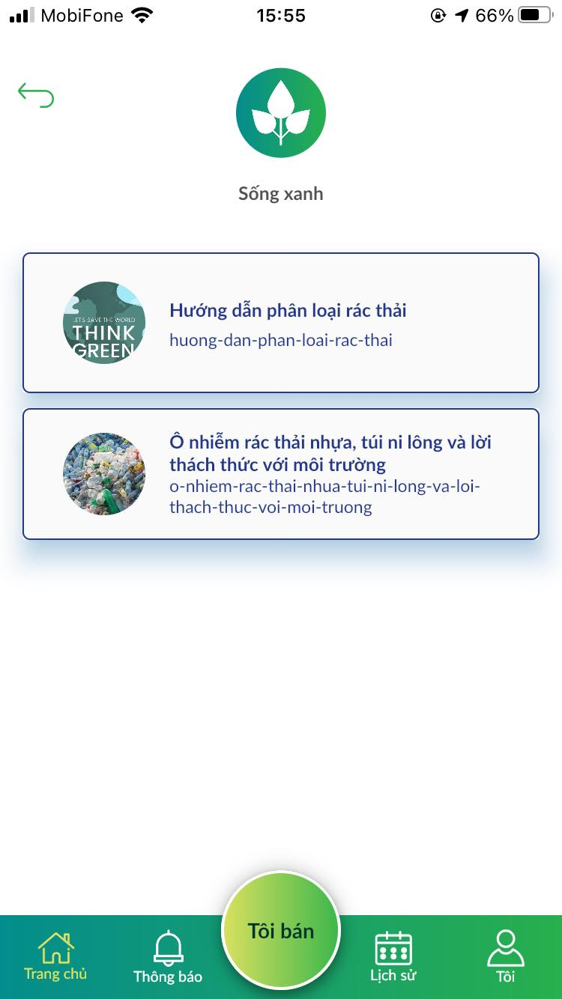 MobiFone 15:55 66%
Sống xanh
LETS SAVE THE WORLD
THINK
GREEN
Hướng dẫn phân loại rác thải
huong-dan-phan-loai-rac-thai
Ô nhiễm rác thải nhựa, túi ni lông và lời
thách thức với môi trường
o-nhiem-rac-thai-nhua-tui-ni-long-va-loi-
thach-thuc-voi-moi-truong
Trang chủ
Thông báo
Tôi bán
Lịch sử
Tôi